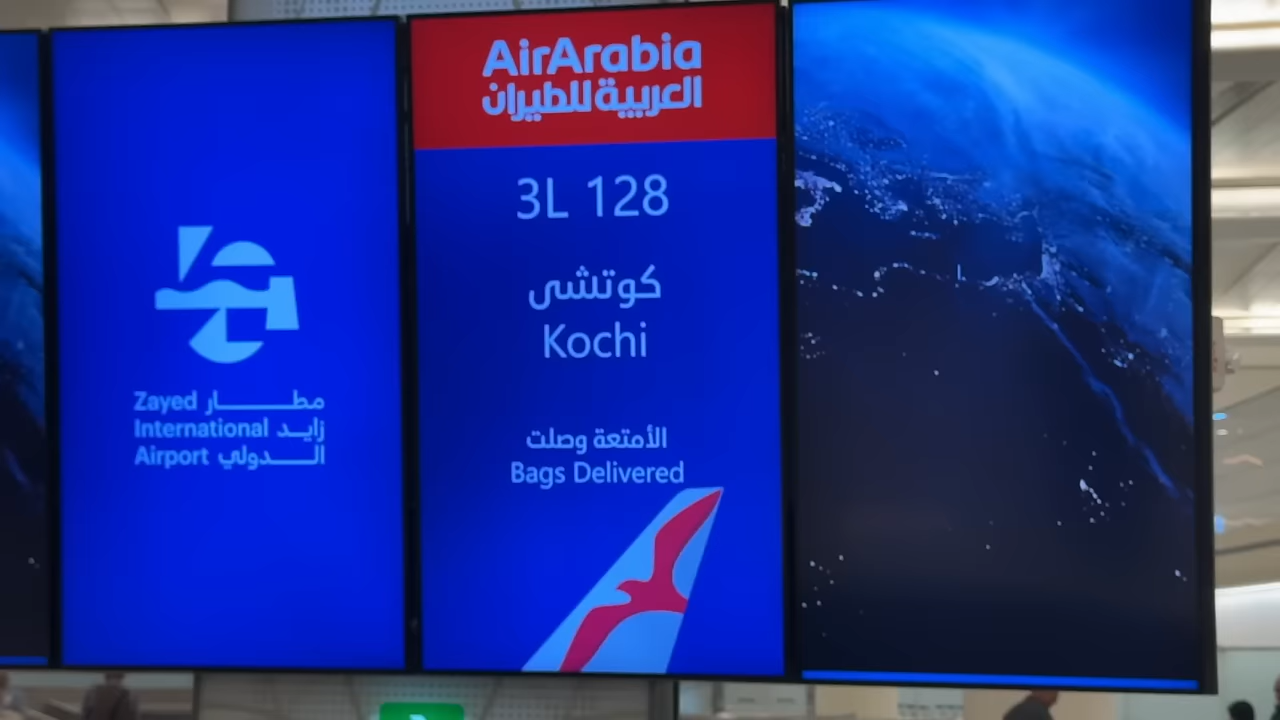 Zayed مطار
International زايد
Airport الدولي
AirArabia
العربية للطيران
3L 128
كوتشي
Kochi
الأمتعة وصلت
Bags Delivered